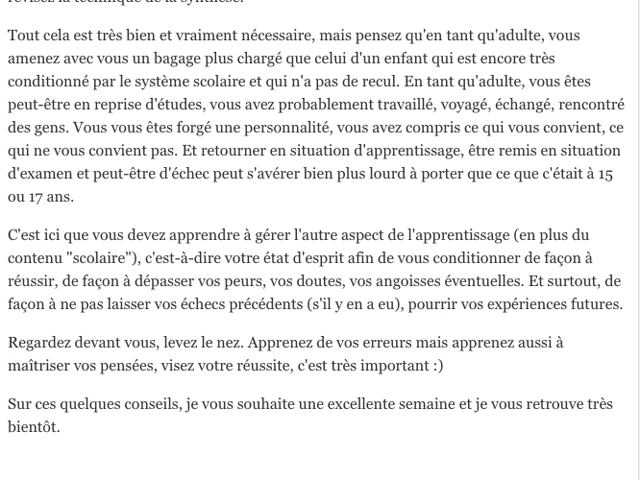 révisez la technique de la synthèse.
Tout cela est très bien et vraiment nécessaire, mais pensez qu'en tant qu'adulte, vous
amenez avec vous un bagage plus chargé que celui d'un enfant qui est encore très
conditionné par le système scolaire et qui n'a pas de recul. En tant qu'adulte, vous êtes
peut-être en reprise d'études, vous avez probablement travaillé, voyagé, échangé, rencontré
des gens. Vous vous êtes forgé une personnalité, vous avez compris ce qui vous convient, ce
qui ne vous convient pas. Et retourner en situation d'apprentissage, être remis en situation
d'examen et peut-être d'échec peut s'avérer bien plus lourd à porter que ce que c'était à 15
ou 17 ans.
C'est ici que vous devez apprendre à gérer l'autre aspect de l'apprentissage (en plus du
contenu "scolaire"), c'est-à-dire votre état d'esprit afin de vous conditionner de façon à
réussir, de façon à dépasser vos peurs, vos doutes, vos angoisses éventuelles. Et surtout, de
façon à ne pas laisser vos échecs précédents (s'il y en a eu), pourrir vos expériences futures.
Regardez devant vous, levez le nez. Apprenez de vos erreurs mais apprenez aussi à
maîtriser vos pensées, visez votre réussite, c'est très important :)
Sur ces quelques conseils, je vous souhaite une excellente semaine et je vous retrouve très
bientôt.